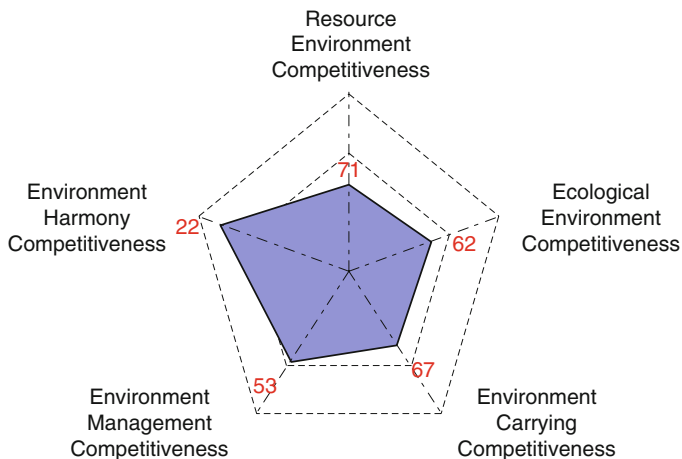 Resource
Environment
Competitiveness
71
Environment
Harmony
Competitiveness
22
Ecological
Environment
Competitiveness
62
Environment
Management
Competitiveness
53
67
Environment
Carrying
Competitiveness